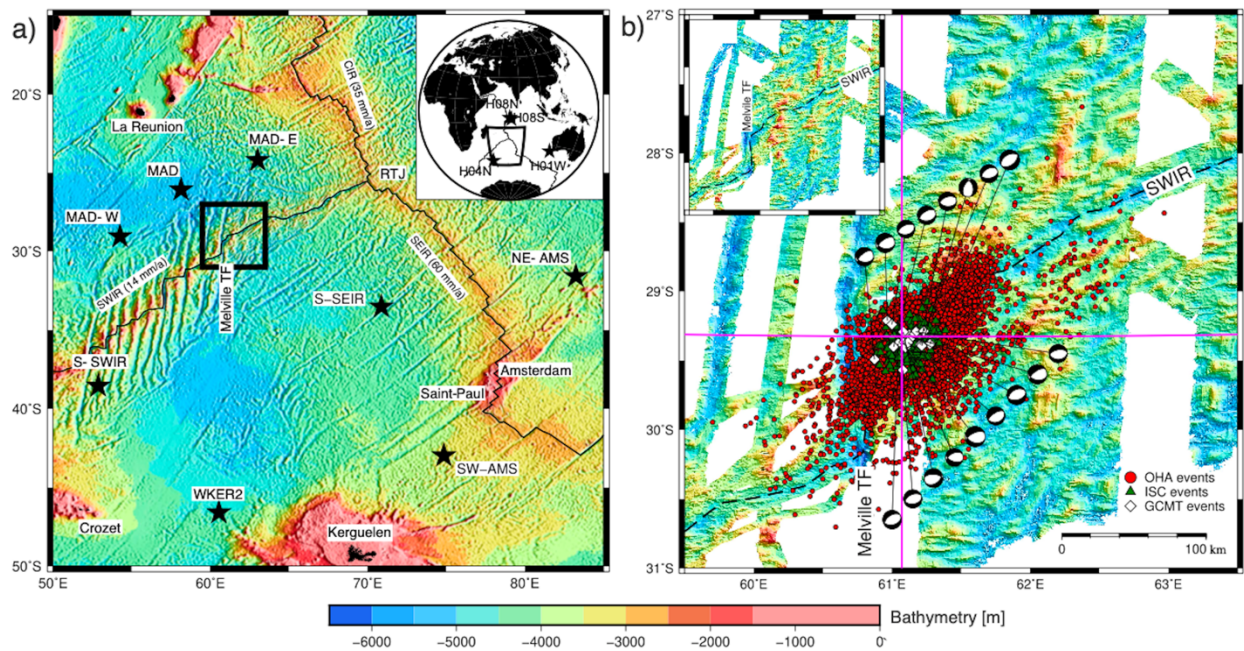 a)
20°S
30°S
40°S
50°S
50°E
60°E
70°E
80°E
La Reunion
MAD- E
MAD
MAD- W
CIR (35 mm/a)
RTJ
SWIR (14 mm/a)
Melville TF
SEIR (60 mm/a)
NE- AMS
S-SEIR
S- SWIR
Amsterdam
Saint-Paul
SW-AMS
WKER2
Crozet
Kerguelen
H08N
H08S
H04N
H01W
b)
27°S
28°S
29°S
30°S
31°S
60°E
61°E
62°E
63°E
Melville TF
SWIR
SWIR
Melville TF
OHA events
ISC events
GCMT events
0
100
km
Bathymetry [m]
-6000
-5000
-4000
-3000
-2000
-1000
0